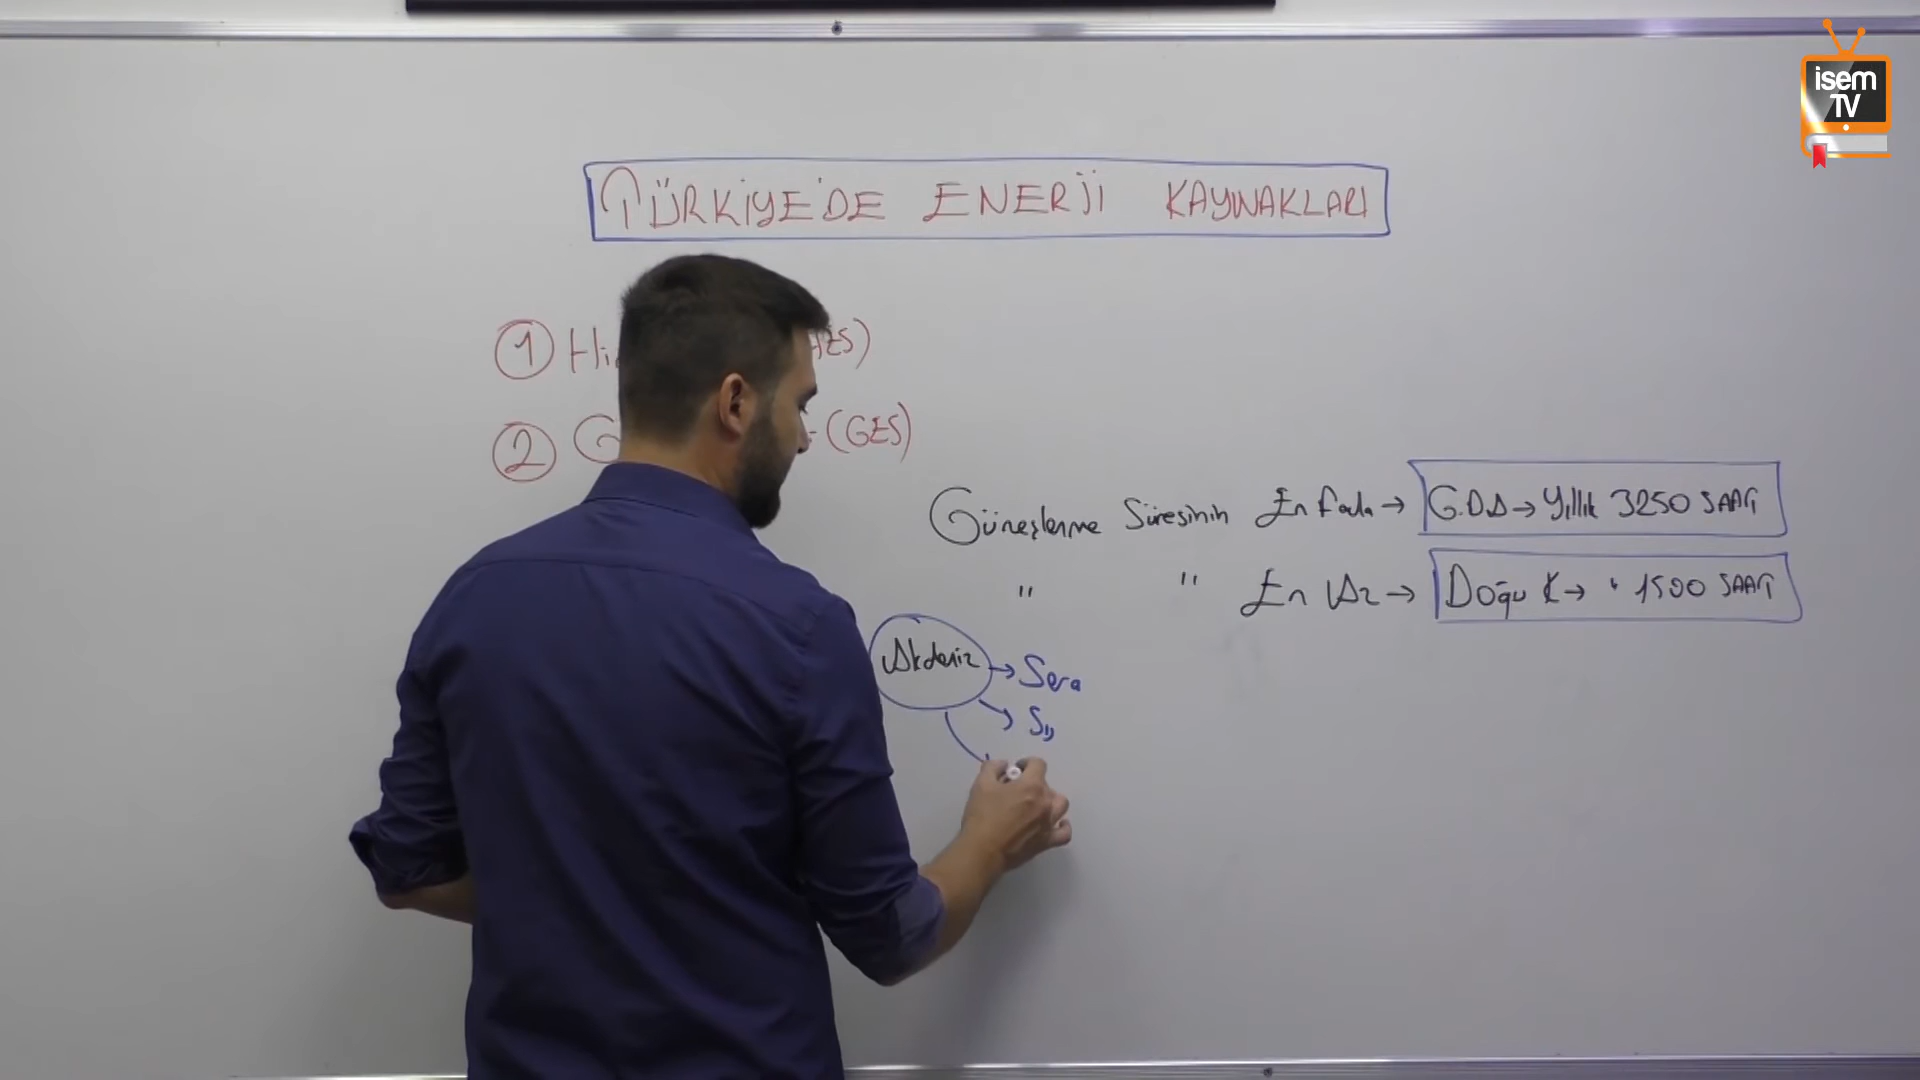 isem
TV
TÜRKİYE'DE ENERJİ KAYNAKLARI
1 Hi HES)
2 G (GES)
Güneşlenme Süresinin En Fazla → G.D.A → Yıllık 3250 SAAT
" " En Az → Doğu K → " 1500 SAAT
Akdeniz → Sera
→ Sıj